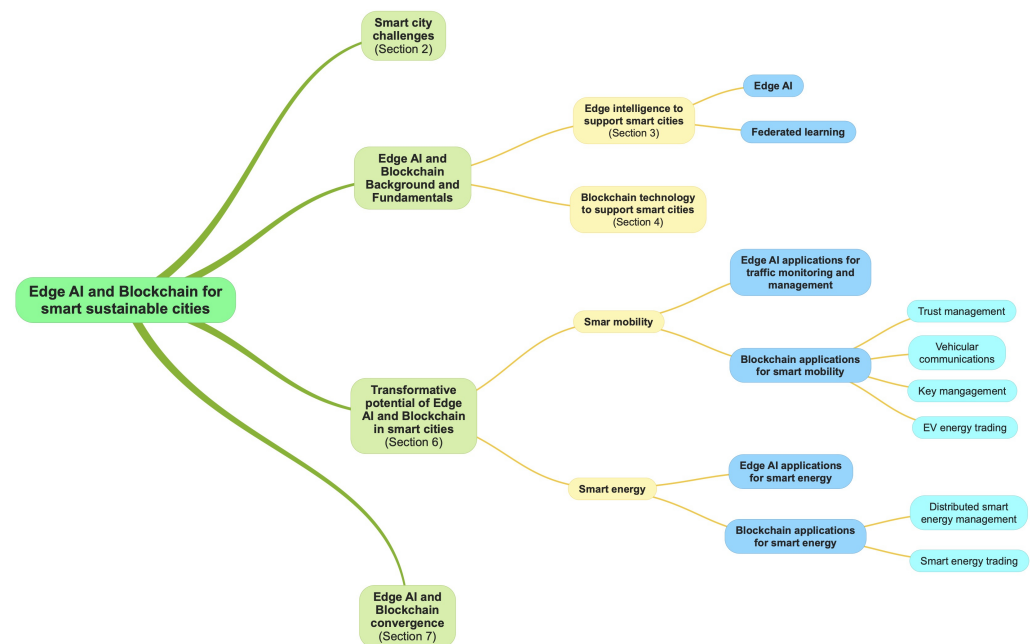 Smart city
challenges
(Section 2)
Edge AI
Edge intelligence to
support smart cities
(Section 3)
Federated learning
Edge AI and
Blockchain
Background and
Fundamentals
Blockchain technology
to support smart cities
(Section 4)
Edge AI and Blockchain for
smart sustainable cities
Edge AI applications for
traffic monitoring and
management
Smar mobility
Trust management
Vehicular
communications
Blockchain applications
for smart mobility
Key mangagement
EV energy trading
Transformative
potential of Edge
AI and Blockchain
in smart cities
(Section 6)
Edge AI applications
for smart energy
Smart energy
Distributed smart
energy management
Blockchain applications
for smart energy
Smart energy trading
Edge AI and
Blockchain
convergence
(Section 7)